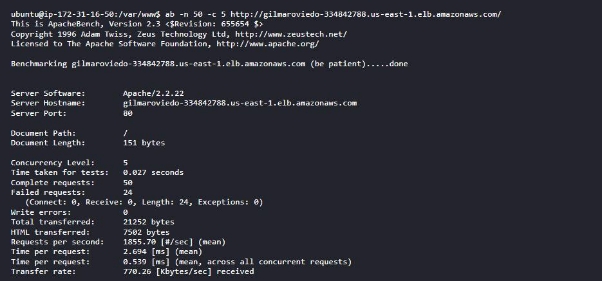 ubuntu@ip-172-31-16-50:/var/www$ ab -n 50 -c 5 http://gilmaroviedo-334842788.us-east-1.elb.amazonaws.com/
This is ApacheBench, Version 2.3 <$Revision: 655654 $>
Copyright 1996 Adam Twiss, Zeus Technology Ltd, http://www.zeustech.net/
Licensed to The Apache Software Foundation, http://www.apache.org/

Benchmarking gilmaroviedo-334842788.us-east-1.elb.amazonaws.com (be patient).....done

Server Software: Apache/2.2.22
Server Hostname: gilmaroviedo-334842788.us-east-1.elb.amazonaws.com
Server Port: 80

Document Path: /
Document Length: 151 bytes

Concurrency Level: 5
Time taken for tests: 0.027 seconds
Complete requests: 50
Failed requests: 24
(Connect: 0, Receive: 0, Length: 24, Exceptions: 0)
Write errors: 0
Total transferred: 21252 bytes
HTML transferred: 7502 bytes
Requests per second: 1855.70 [#/sec] (mean)
Time per request: 2.694 [ms] (mean)
Time per request: 0.539 [ms] (mean, across all concurrent requests)
Transfer rate: 770.26 [Kbytes/sec] received